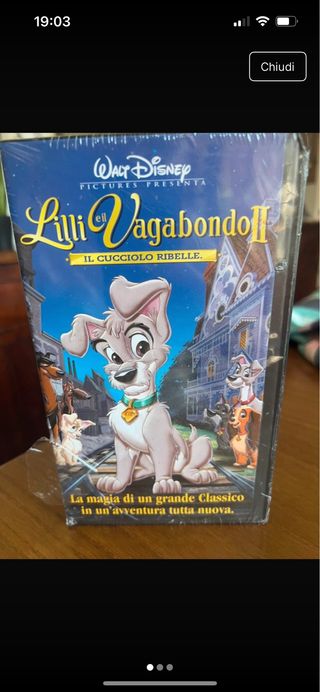 19:03
Chiudi
WALT DISNEY
PICTURES PRESENTA
Lilli e il Vagabondo II
IL CUCCIOLO RIBELLE.
La magia di un grande Classico
in un'avventura tutta nuova.